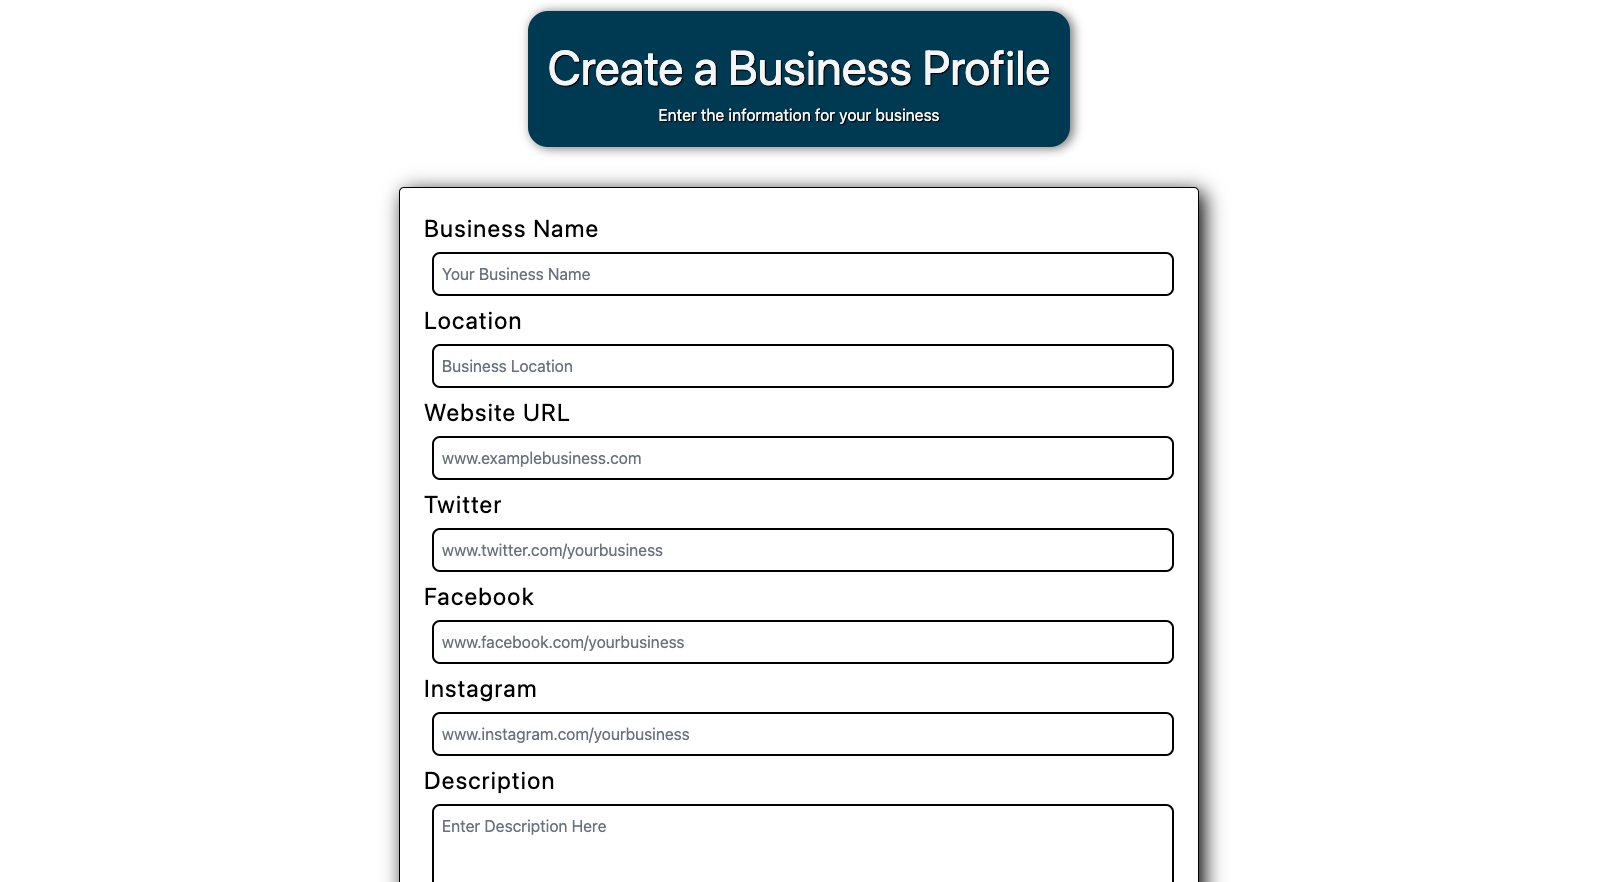 Create a Business Profile
Enter the information for your business
Business Name
Your Business Name
Location
Business Location
Website URL
www.examplebusiness.com
Twitter
www.twitter.com/yourbusiness
Facebook
www.facebook.com/yourbusiness
Instagram
www.instagram.com/yourbusiness
Description
Enter Description Here